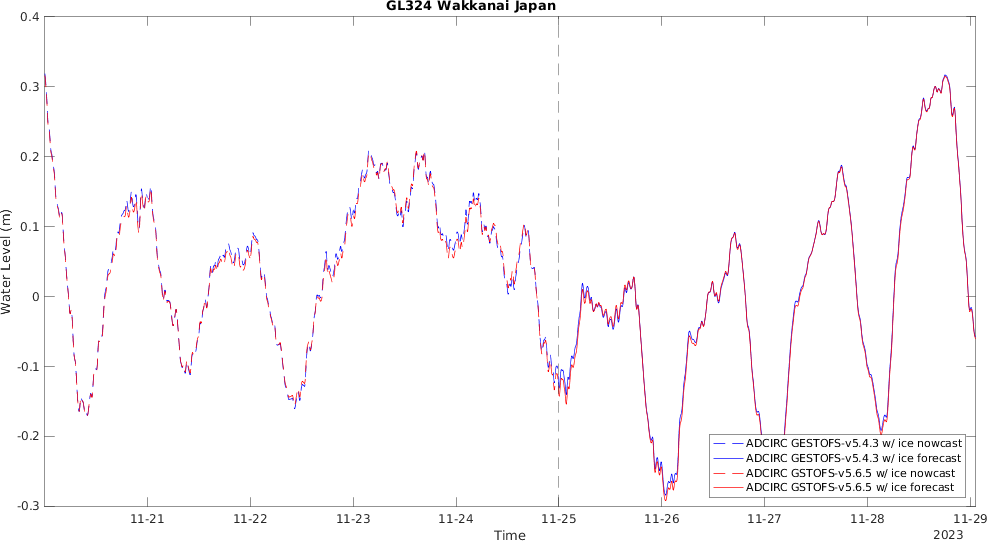 GL324 Wakkanai Japan
0.4
0.3
0.2
0.1
0
-0.1
-0.2
-0.3
Water Level (m)
11-21
11-22
11-23
11-24
11-25
11-26
11-27
11-28
11-29
Time
2023
ADCIRC GESTOFS-v5.4.3 w/ ice nowcast
ADCIRC GESTOFS-v5.4.3 w/ ice forecast
ADCIRC GSTOFS-v5.6.5 w/ ice nowcast
ADCIRC GSTOFS-v5.6.5 w/ ice forecast